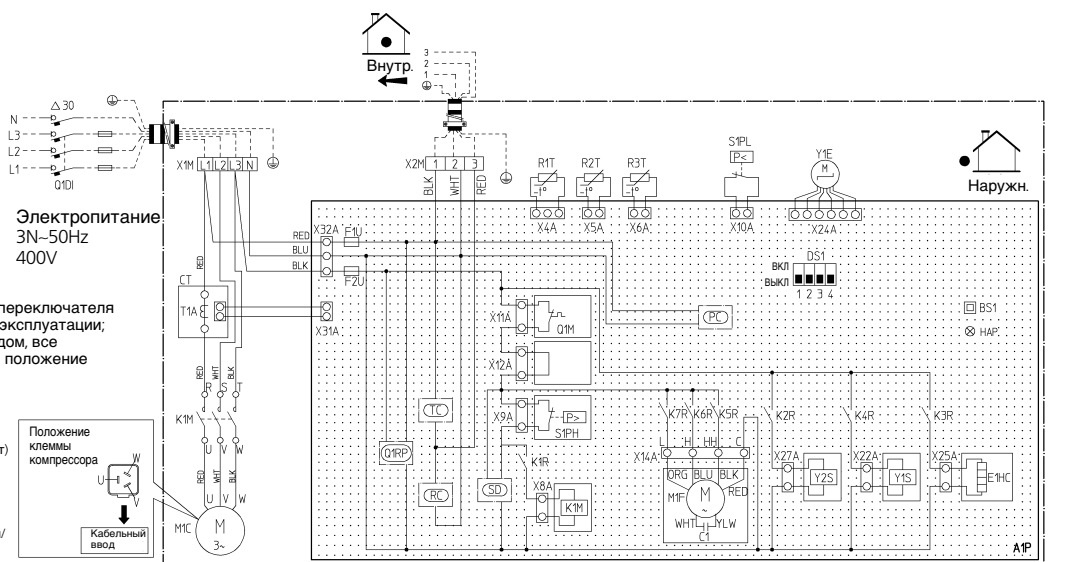 Внутр.
3
2
1
△30
N
L3
L2
L1
Q1DI
X1M L1 L2 L3 N
X2M 1 2 3
BLK
WHT
RED
R1T
R2T
R3T
X4A
X5A
X6A
S1PL
P<
X10A
Y1E
M
X24A
Наружн.
Электропитание
3N~50Hz
400V
RED
X32A
F1U
RED
BLU
BLK
F2U
DS1
ВКЛ
ВЫКЛ
1 2 3 4
CT
T1A
X31A
X11A
Q1M
PC
BS1
HAP
переключателя
эксплуатации;
дом, все
положение
X12A
RED
WHT
BLK
R S T
K1M
U V W
TC
X9A
P>
S1PH
K7R
K6R
K5R
K2R
K4R
K3R
L H HH C
X14A
Q1RP
K1R
RC
SD
X8A
K1M
ORG BLU BLK
M1F
M
~
RED
WHT
YLW
C1
X27A
Y2S
X22A
Y1S
X25A
E1HC
Положение
клеммы
компрессора
W
U
V
Кабельный
ввод
т)
/
RED
WHT
BLK
U V W
M1C
M
3~
A1P